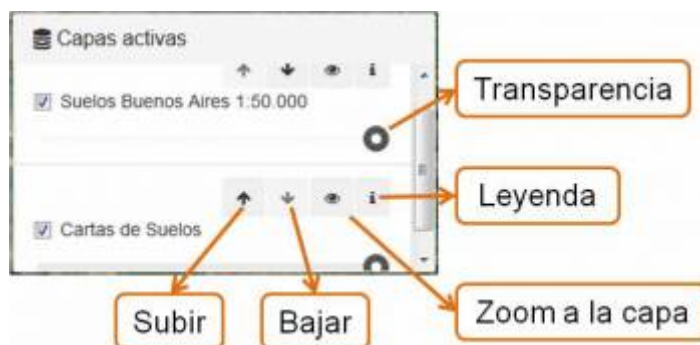 Capas activas
Suelos Buenos Aires 1:50.000
Transparencia
Cartas de Suelos
Leyenda
Subir
Bajar
Zoom a la capa